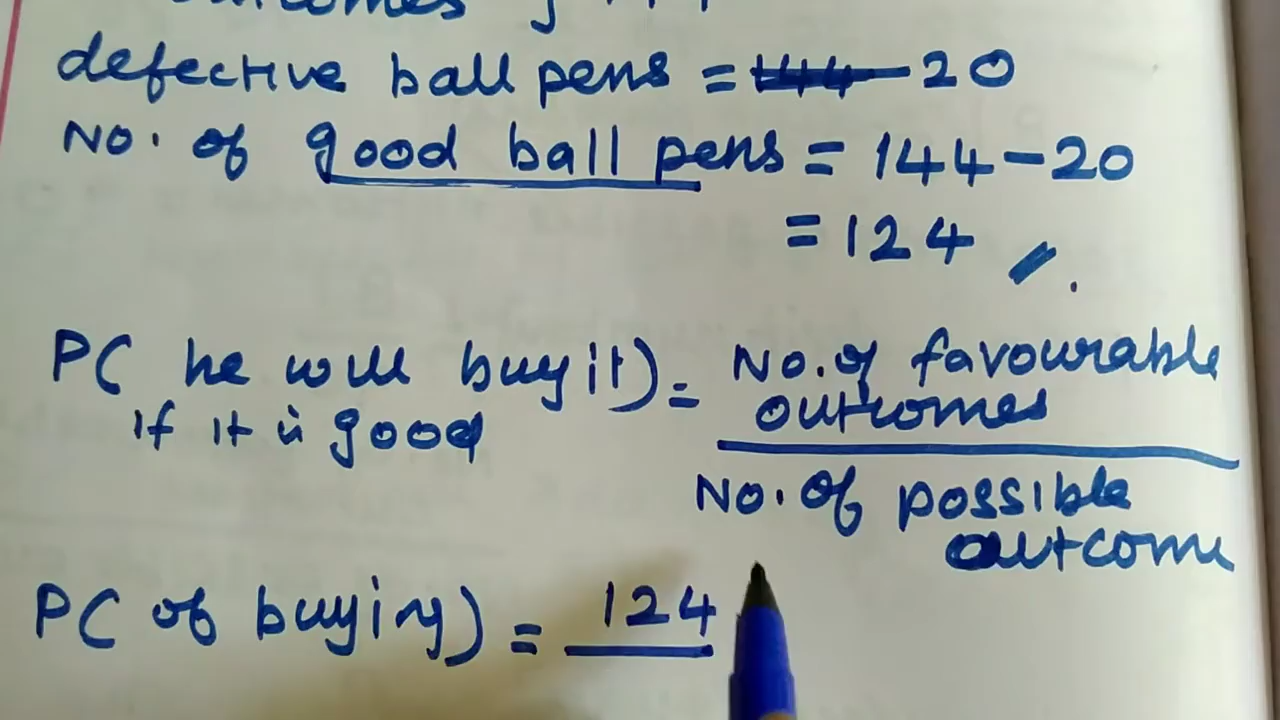 outcomes
defective ball pens = 144 - 20
No. of good ball pens = 144 - 20
= 124
P( he will buy it) = No. of favourable outcomes
if it is good
No. of possible outcome
P( of buying) = 124